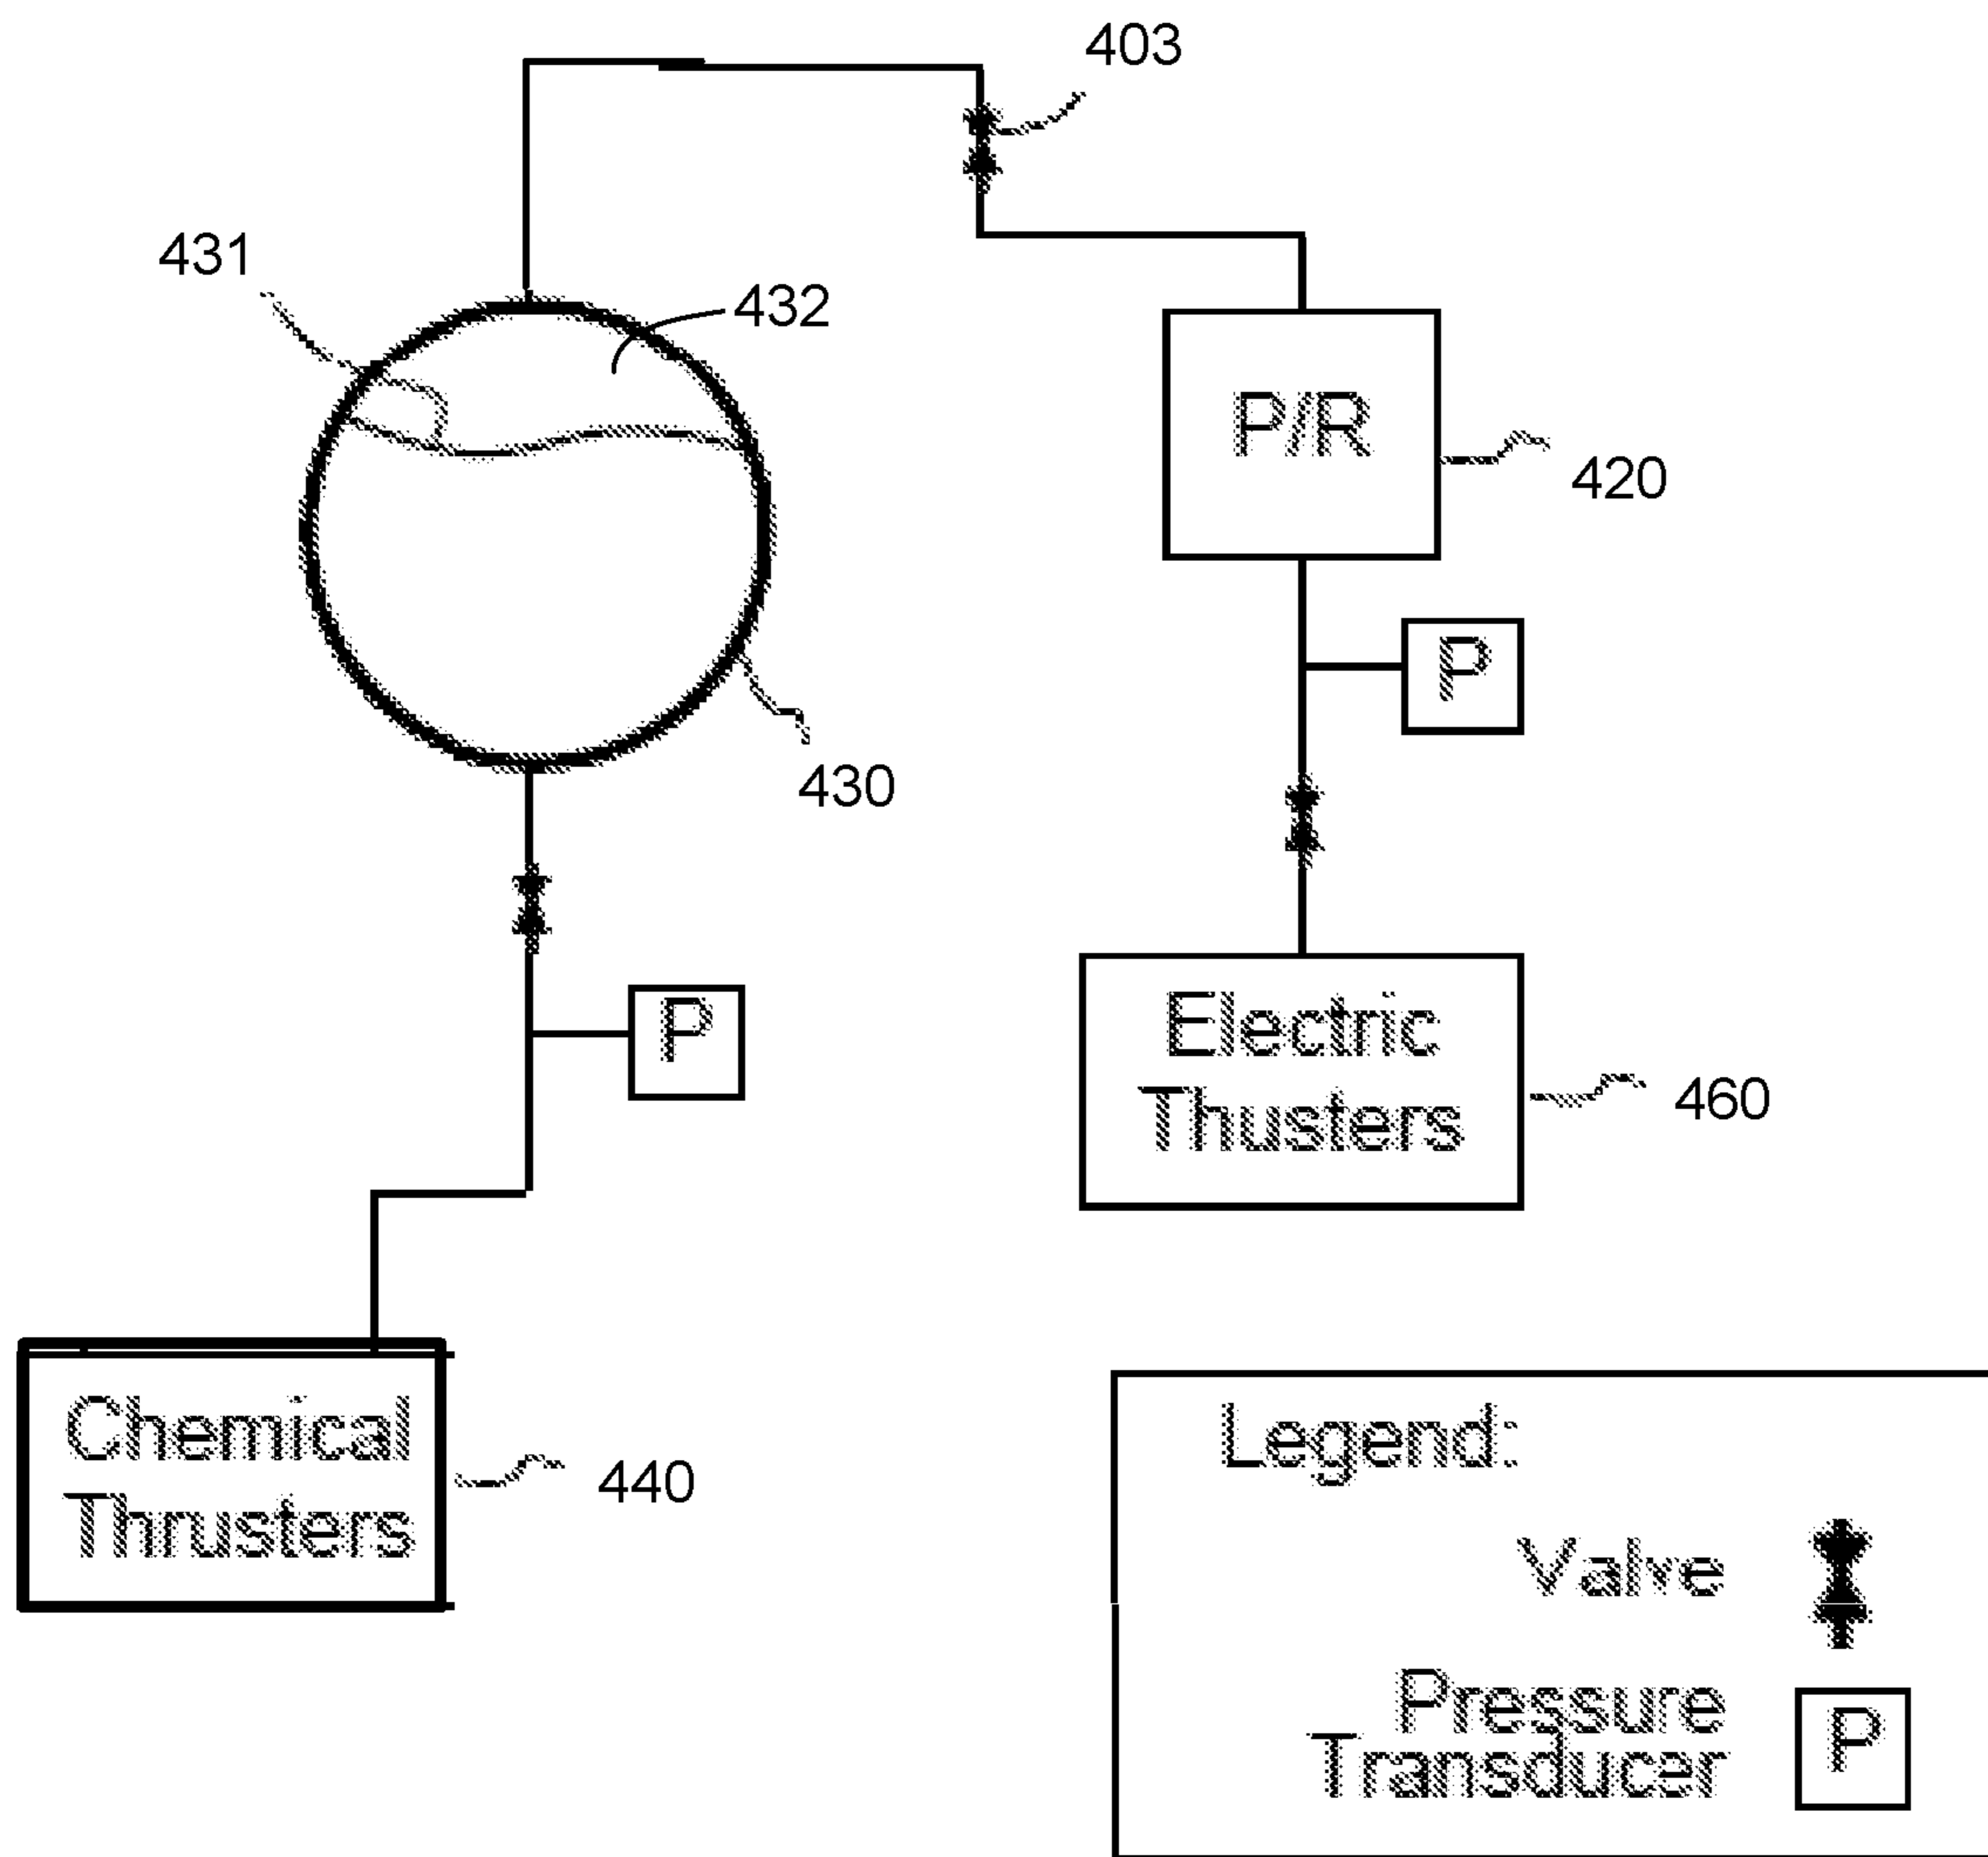 403
431
432
P/R
420
P
430
P
Electric
Thusters
460
Chemical
Thrusters
440
Legend:
Valve
Pressure
Transducer
P